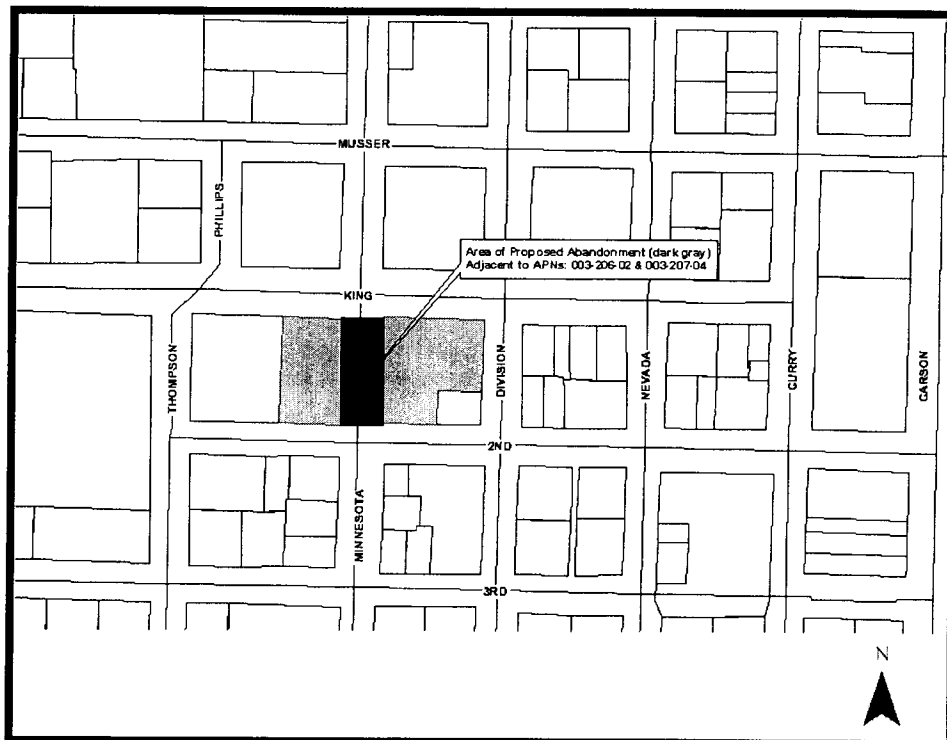 MUSSER
PHILLIPS
Area of Proposed Abandonment (dark gray)
Adjacent to APNs: 003-206-02 & 003-207-04
KING
THOMPSON
DIVISION
NEVADA
CURRY
CARSON
2ND
MINNESOTA
3RD
N